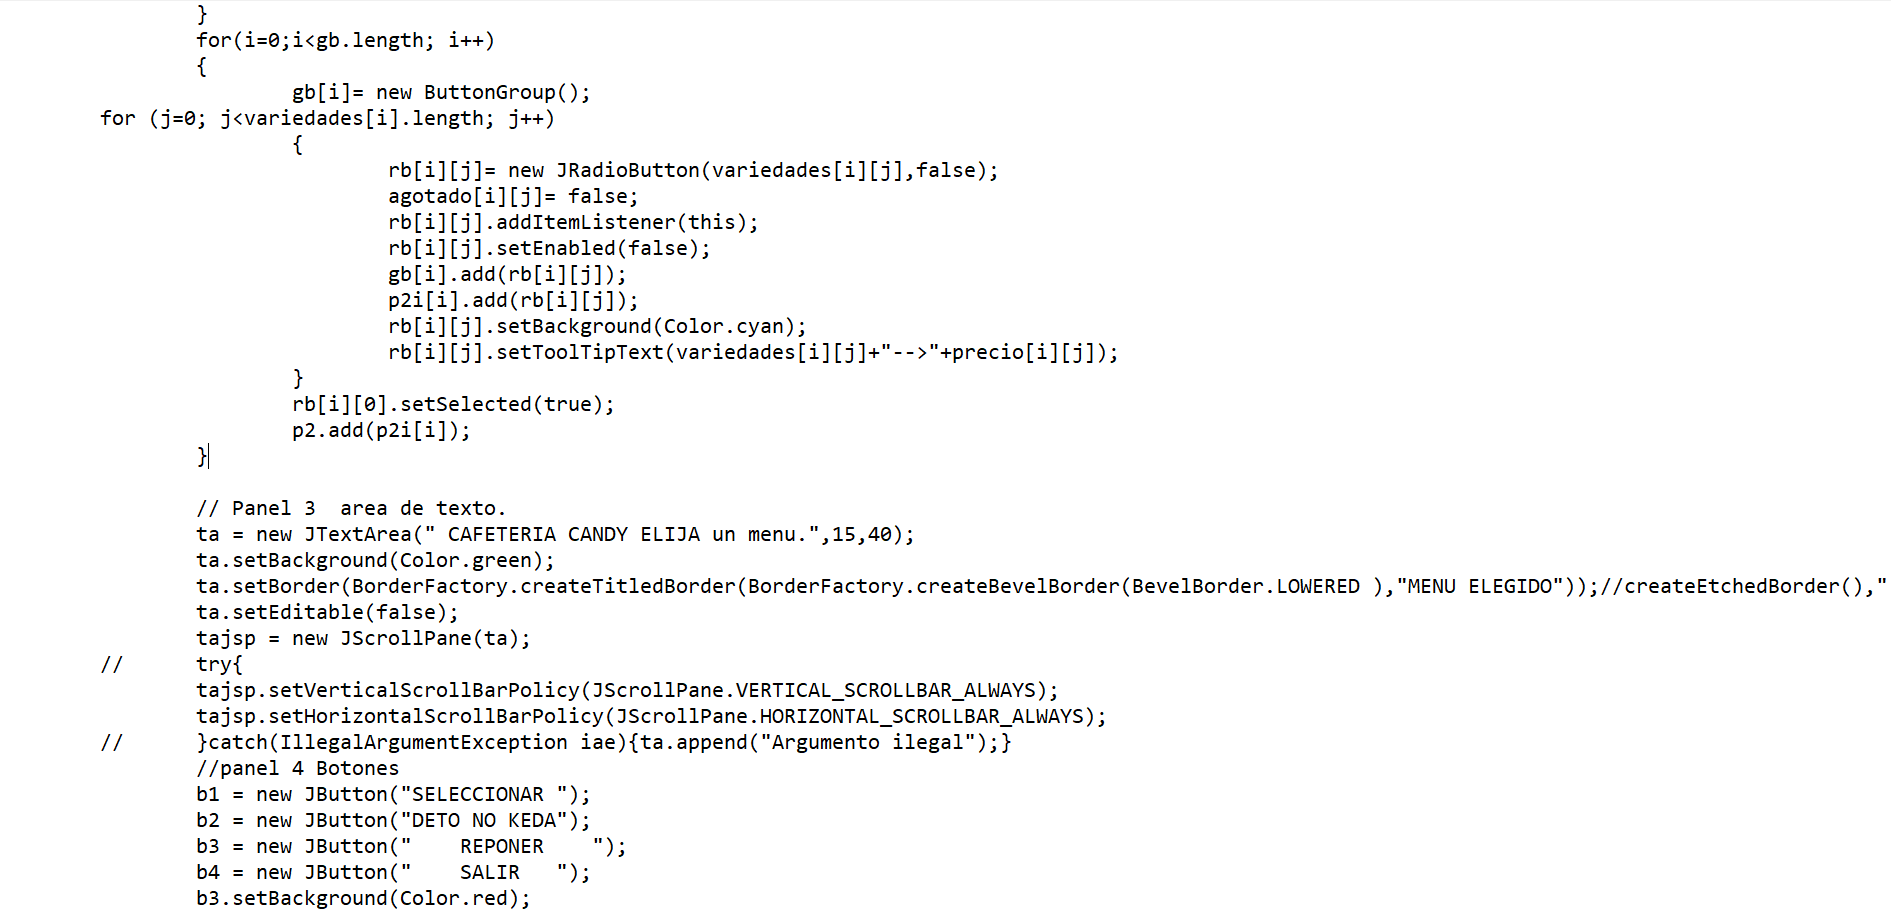 }
for(i=0;i<gb.length; i++)
{
gb[i]= new ButtonGroup();
for (j=0; j<variedades[i].length; j++)
{
rb[i][j]= new JRadioButton(variedades[i][j],false);
agotado[i][j]= false;
rb[i][j].addItemListener(this);
rb[i][j].setEnabled(false);
gb[i].add(rb[i][j]);
p2i[i].add(rb[i][j]);
rb[i][j].setBackground(Color.cyan);
rb[i][j].setToolTipText(variedades[i][j]+"-->"+precio[i][j]);
}
rb[i][0].setSelected(true);
p2.add(p2i[i]);
}
// Panel 3  area de texto.
ta = new JTextArea(" CAFETERIA CANDY ELIJA un menu.",15,40);
ta.setBackground(Color.green);
ta.setBorder(BorderFactory.createTitledBorder(BorderFactory.createBevelBorder(BevelBorder.LOWERED ),"MENU ELEGIDO"));//createEtchedBorder(),"
ta.setEditable(false);
tajsp = new JScrollPane(ta);
//      try{
tajsp.setVerticalScrollBarPolicy(JScrollPane.VERTICAL_SCROLLBAR_ALWAYS);
tajsp.setHorizontalScrollBarPolicy(JScrollPane.HORIZONTAL_SCROLLBAR_ALWAYS);
//      }catch(IllegalArgumentException iae){ta.append("Argumento ilegal");}
//panel 4 Botones
b1 = new JButton("SELECCIONAR ");
b2 = new JButton("DETO NO KEDA");
b3 = new JButton("    REPONER    ");
b4 = new JButton("    SALIR   ");
b3.setBackground(Color.red);